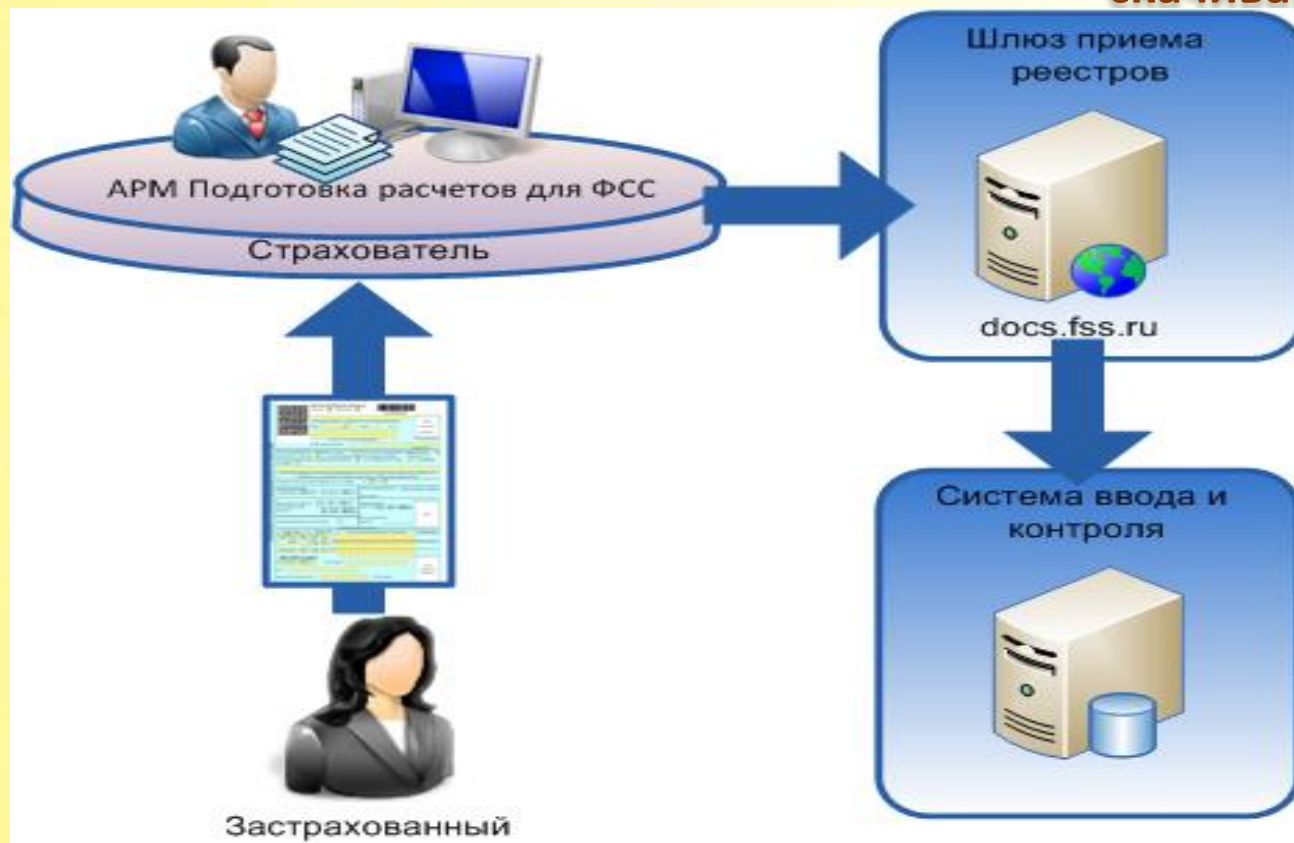 Шлюз приема
реестров
АРМ Подготовка расчетов для ФСС
Страхователь
docs.fss.ru
Система ввода и
контроля
Застрахованный